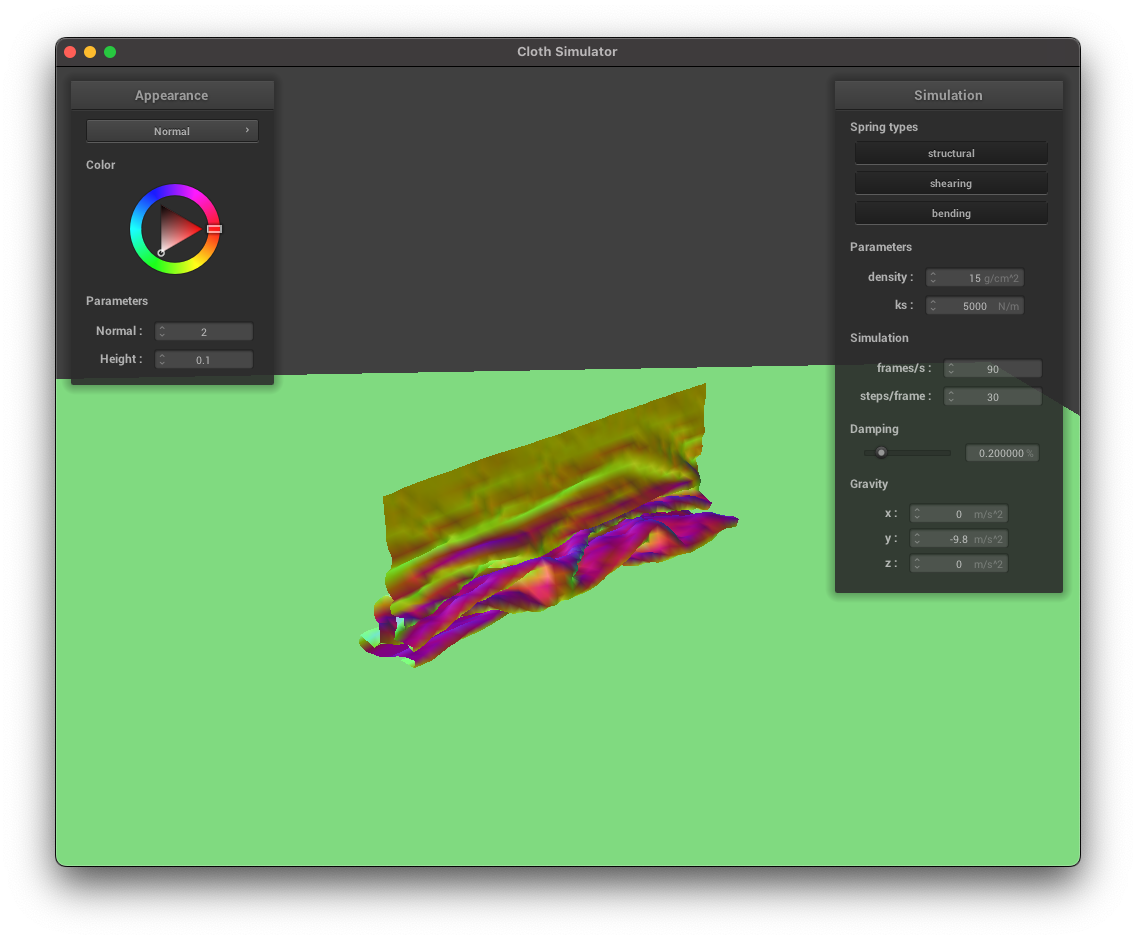 Cloth Simulator
Appearance
Normal
Color
Parameters
Normal : 2
Height : 0.1
Simulation
Spring types
structural
shearing
bending
Parameters
density : 15 g/cm^2
ks : 5000 N/m
Simulation
frames/s : 90
steps/frame : 30
Damping
0.200000 %
Gravity
x : 0 m/s^2
y : -9.8 m/s^2
z : 0 m/s^2